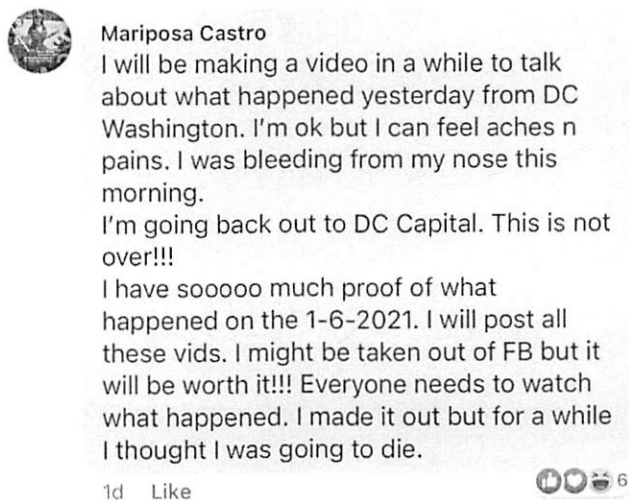 Mariposa Castro
I will be making a video in a while to talk
about what happened yesterday from DC
Washington. I'm ok but I can feel aches n
pains. I was bleeding from my nose this
morning.
I'm going back out to DC Capital. This is not
over!!!
I have sooooo much proof of what
happened on the 1-6-2021. I will post all
these vids. I might be taken out of FB but it
will be worth it!!! Everyone needs to watch
what happened. I made it out but for a while
I thought I was going to die.
1d Like 6